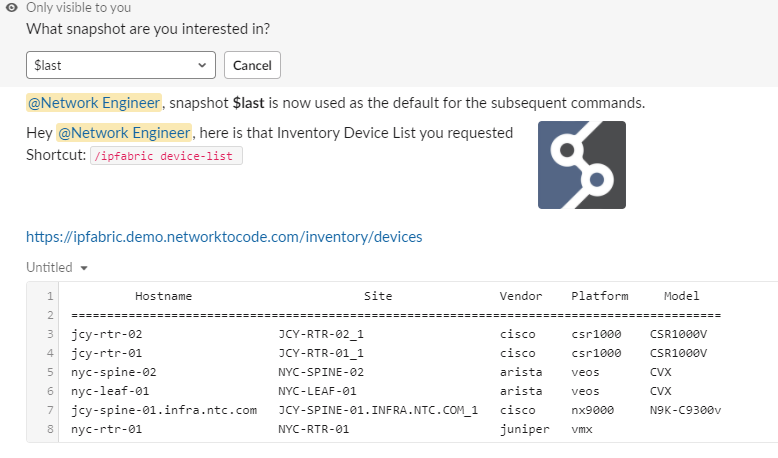 Only visible to you
What snapshot are you interested in?
$last
Cancel
@Network Engineer, snapshot $last is now used as the default for the subsequent commands.
Hey @Network Engineer, here is that Inventory Device List you requested
Shortcut: /ipfabric device-list
https://ipfabric.demo.networktocode.com/inventory/devices
Untitled
1 Hostname Site Vendor Platform Model
2 ===========================================================================================
3 jcy-rtr-02 JCY-RTR-02_1 cisco csr1000 CSR1000V
4 jcy-rtr-01 JCY-RTR-01_1 cisco csr1000 CSR1000V
5 nyc-spine-02 NYC-SPINE-02 arista veos CVX
6 nyc-leaf-01 NYC-LEAF-01 arista veos CVX
7 jcy-spine-01.infra.ntc.com JCY-SPINE-01.INFRA.NTC.COM_1 cisco nx9000 N9K-C9300v
8 nyc-rtr-01 NYC-RTR-01 juniper vmx